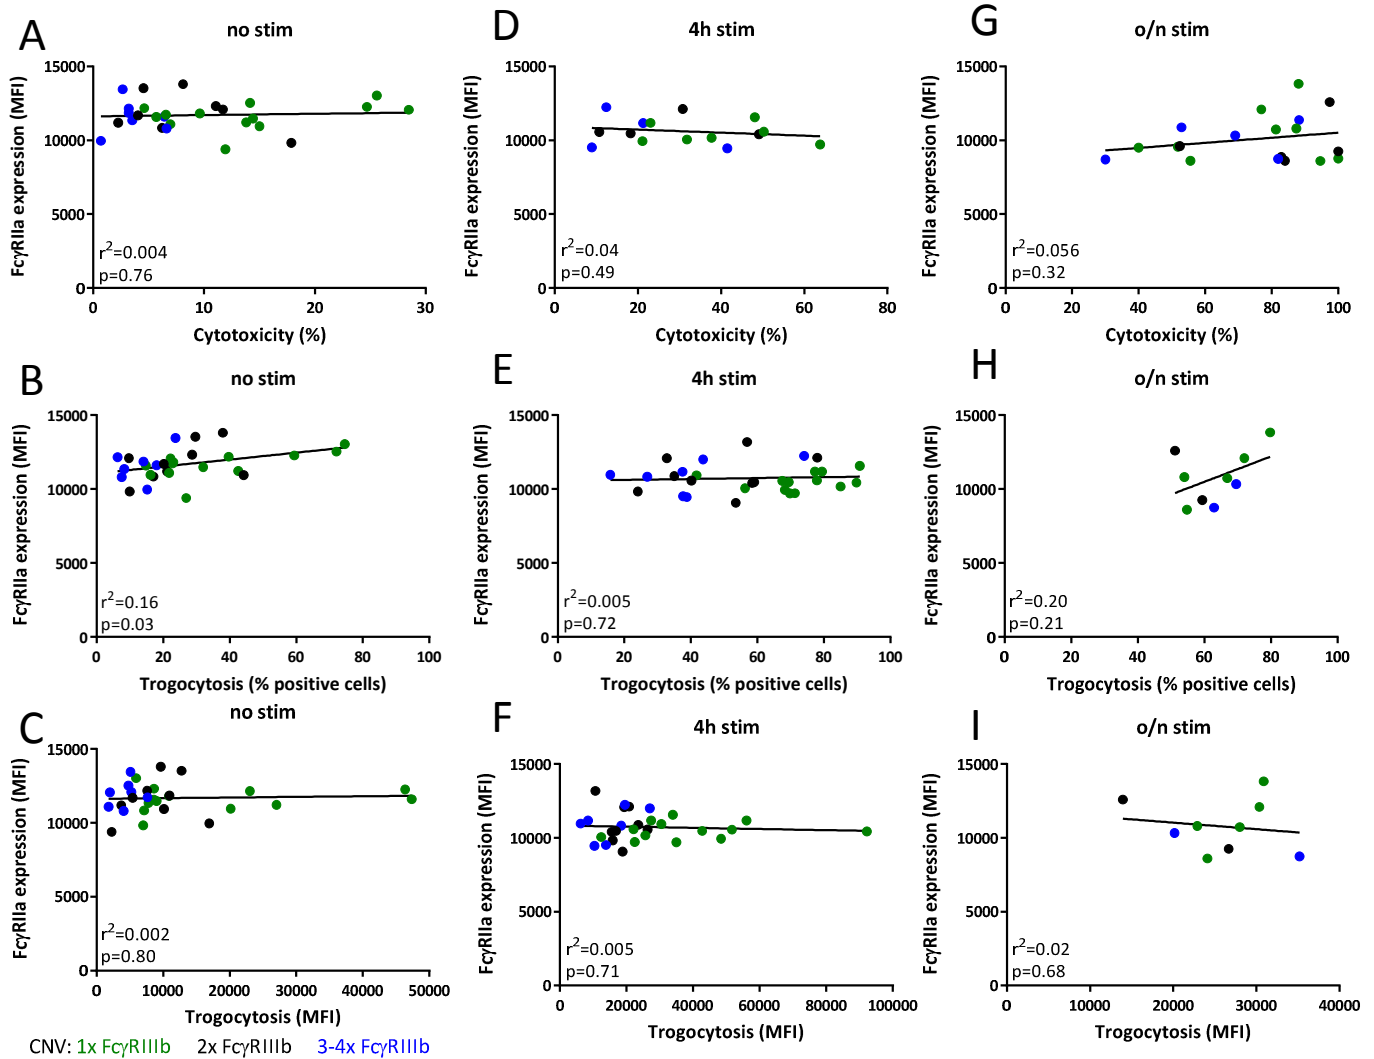 A
no stim
FcγRIIa expression (MFI)
15000
10000
5000
0
r2=0.004
p=0.76
0 10 20 30
Cytotoxicity (%)
D
4h stim
FcγRIIa expression (MFI)
15000
10000
5000
0
r2=0.04
p=0.49
0 20 40 60 80
Cytotoxicity (%)
G
o/n stim
FcγRIIa expression (MFI)
15000
10000
5000
0
r2=0.056
p=0.32
0 20 40 60 80 100
Cytotoxicity (%)
B
no stim
FcγRIIa expression (MFI)
15000
10000
5000
0
r2=0.16
p=0.03
0 20 40 60 80 100
Trogocytosis (% positive cells)
E
4h stim
FcγRIIa expression (MFI)
15000
10000
5000
0
r2=0.005
p=0.72
0 20 40 60 80 100
Trogocytosis (% positive cells)
H
o/n stim
FcγRIIa expression (MFI)
15000
10000
5000
0
r2=0.20
p=0.21
0 20 40 60 80 100
Trogocytosis (% positive cells)
C
no stim
FcγRIIa expression (MFI)
15000
10000
5000
0
r2=0.002
p=0.80
0 10000 20000 30000 40000 50000
Trogocytosis (MFI)
F
4h stim
FcγRIIa expression (MFI)
15000
10000
5000
0
r2=0.005
p=0.71
0 20000 40000 60000 80000 100000
Trogocytosis (MFI)
I
o/n stim
FcγRIIa expression (MFI)
15000
10000
5000
0
r2=0.02
p=0.68
0 10000 20000 30000 40000
Trogocytosis (MFI)
CNV: 1x FcγRIIIb 2x FcγRIIIb 3-4x FcγRIIIb